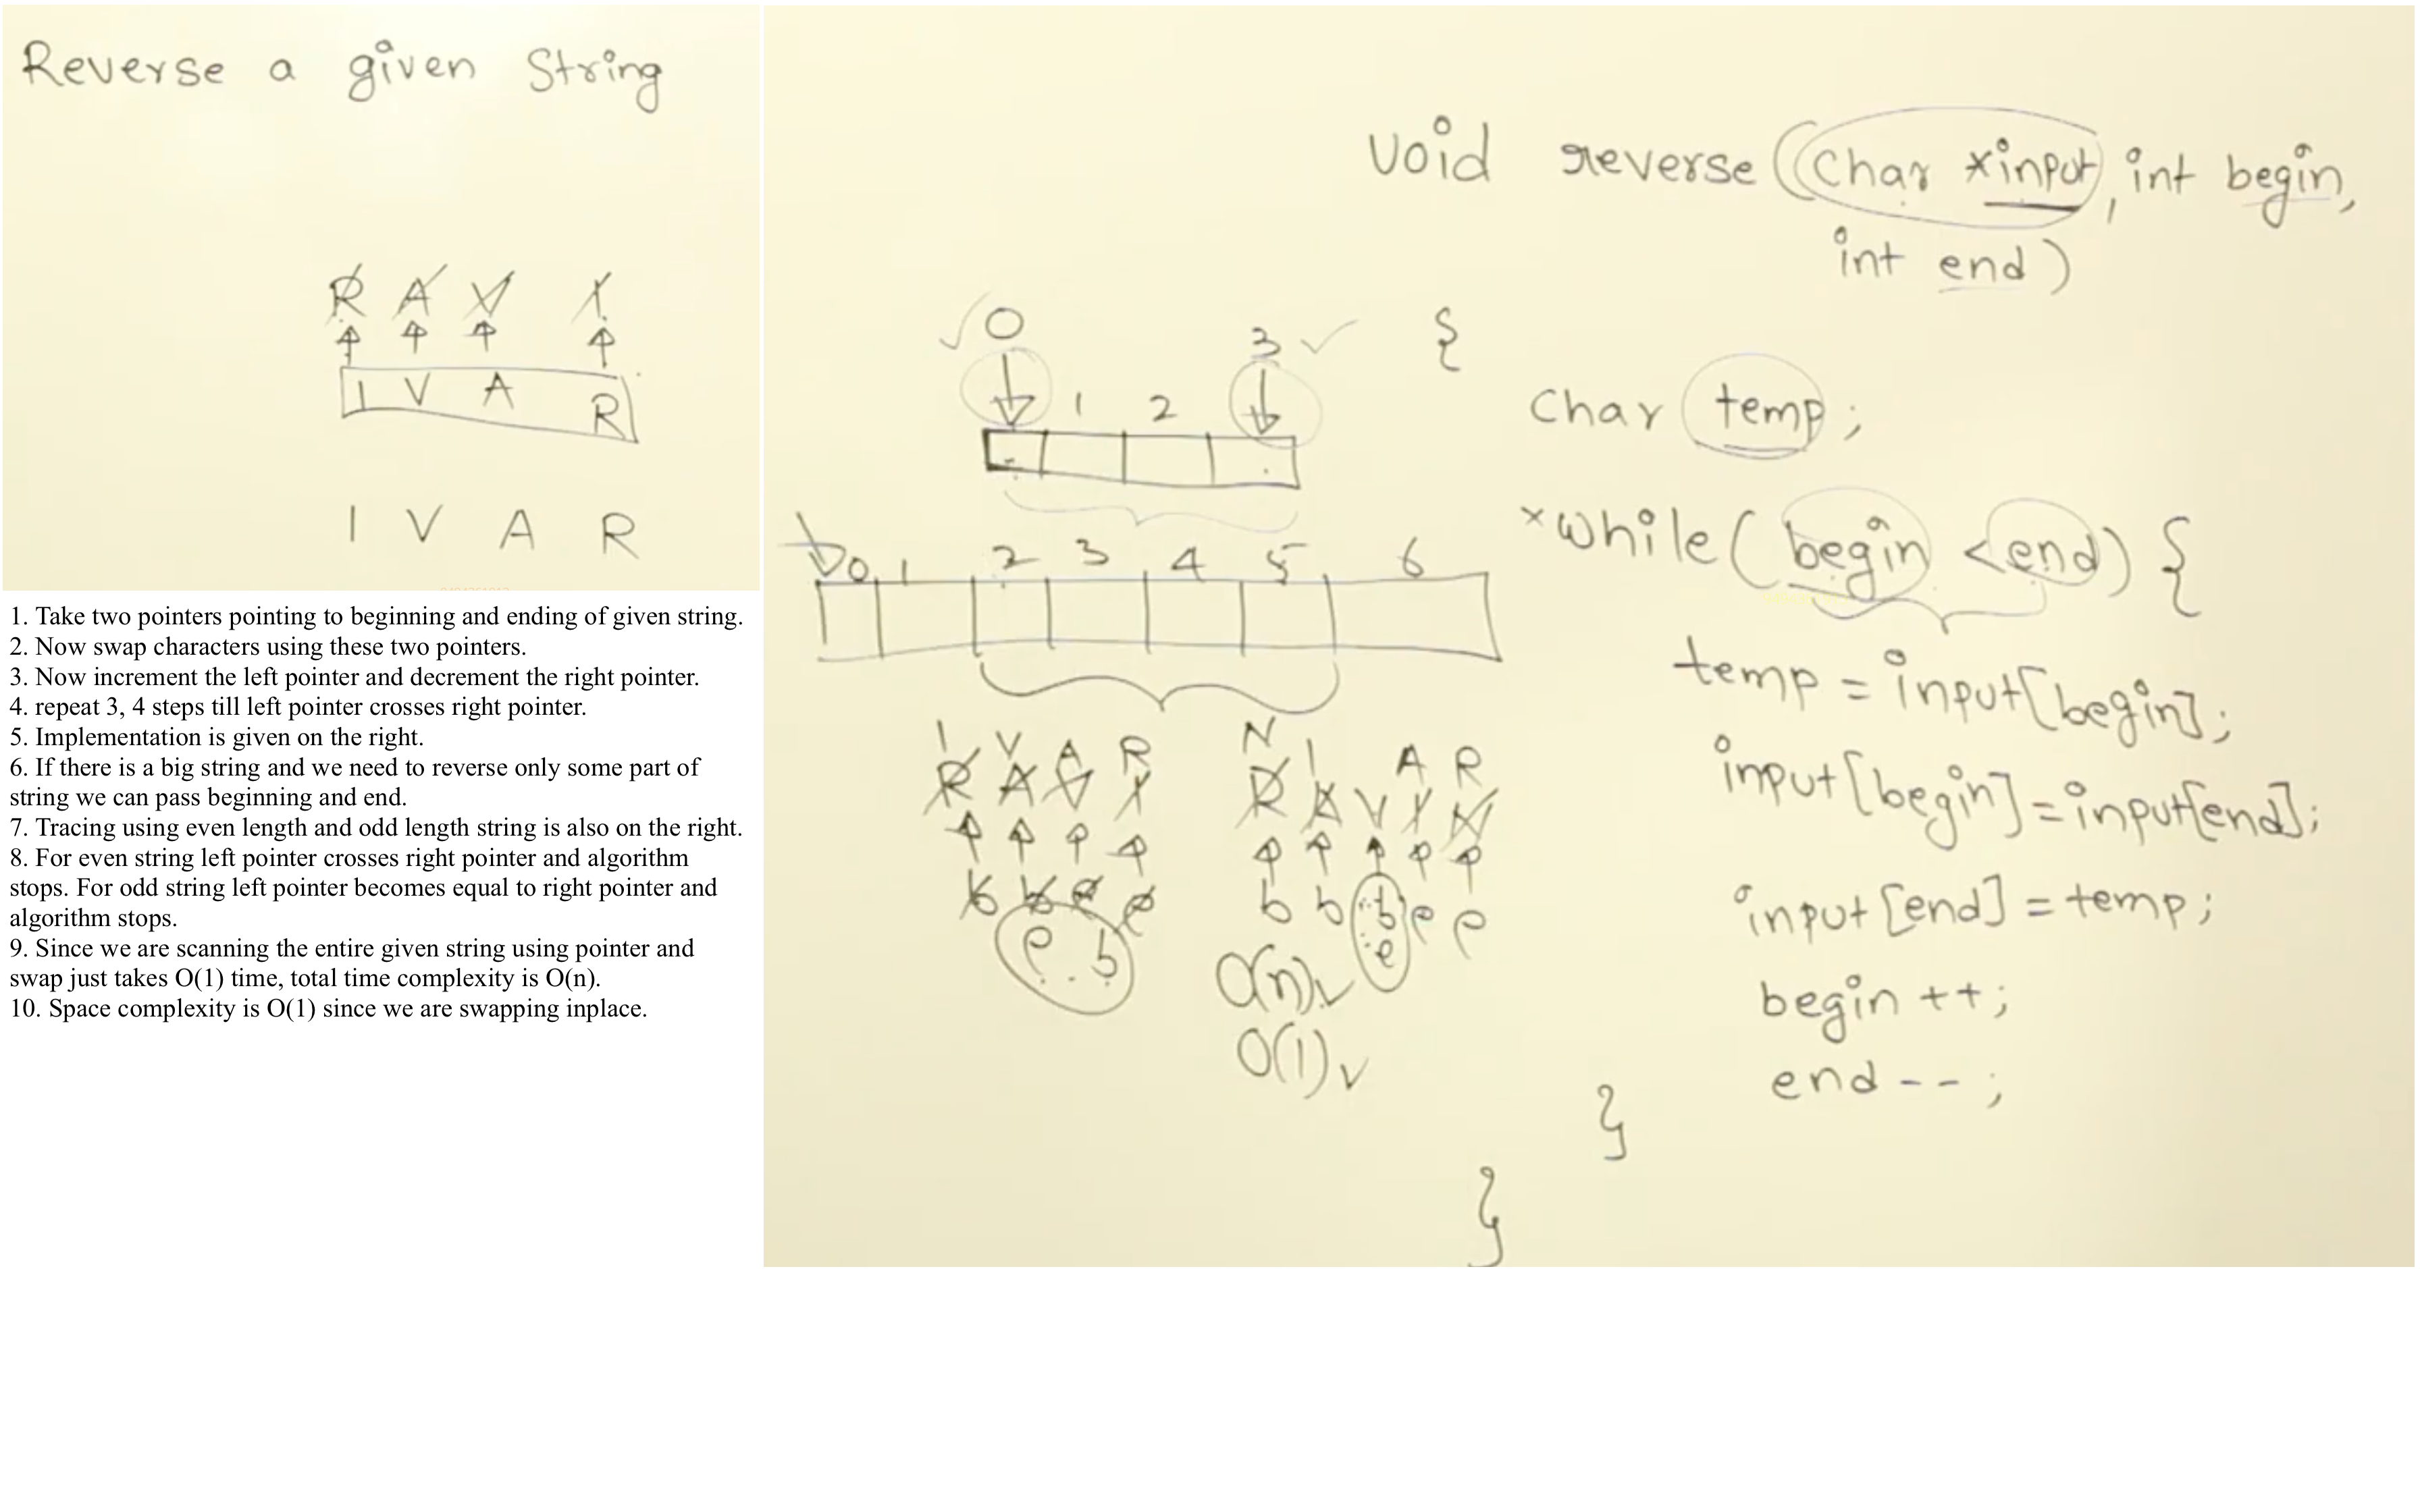 Reverse a given String
R A V I
I V A R
I V A R
1. Take two pointers pointing to beginning and ending of given string.
2. Now swap characters using these two pointers.
3. Now increment the left pointer and decrement the right pointer.
4. repeat 3, 4 steps till left pointer crosses right pointer.
5. Implementation is given on the right.
6. If there is a big string and we need to reverse only some part of
string we can pass beginning and end.
7. Tracing using even length and odd length string is also on the right.
8. For even string left pointer crosses right pointer and algorithm
stops. For odd string left pointer becomes equal to right pointer and
algorithm stops.
9. Since we are scanning the entire given string using pointer and
swap just takes O(1) time, total time complexity is O(n).
10. Space complexity is O(1) since we are swapping inplace.
0 3
1 2
0 1 2 3 4 5 6
I V A R N I A R
R A V I R A V I N
b b e e b b b e e
e b e
O(n)
O(1)
void reverse (char *input, int begin,
int end)
{
char temp;
*while (begin < end) {
temp = input[begin];
input[begin] = input[end];
input[end] = temp;
begin ++;
end --;
}
}